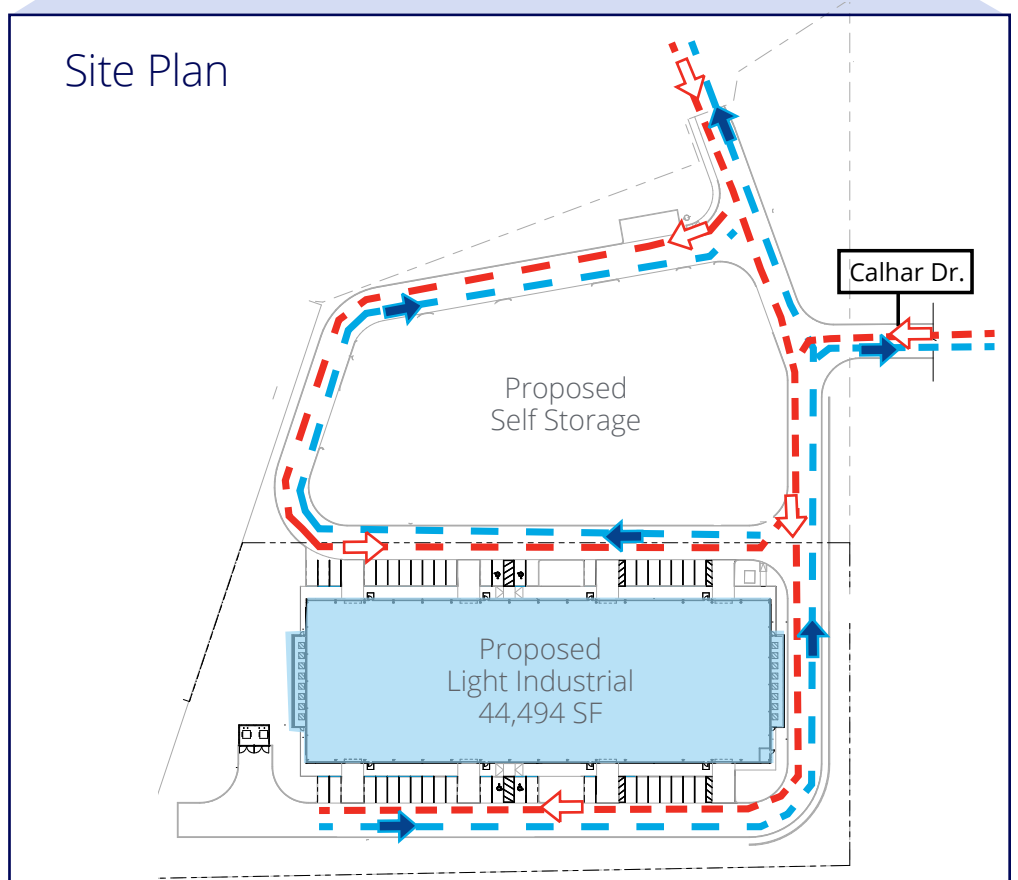 Site Plan
Calhar Dr.
Proposed
Self Storage
Proposed
Light Industrial
44,494 SF